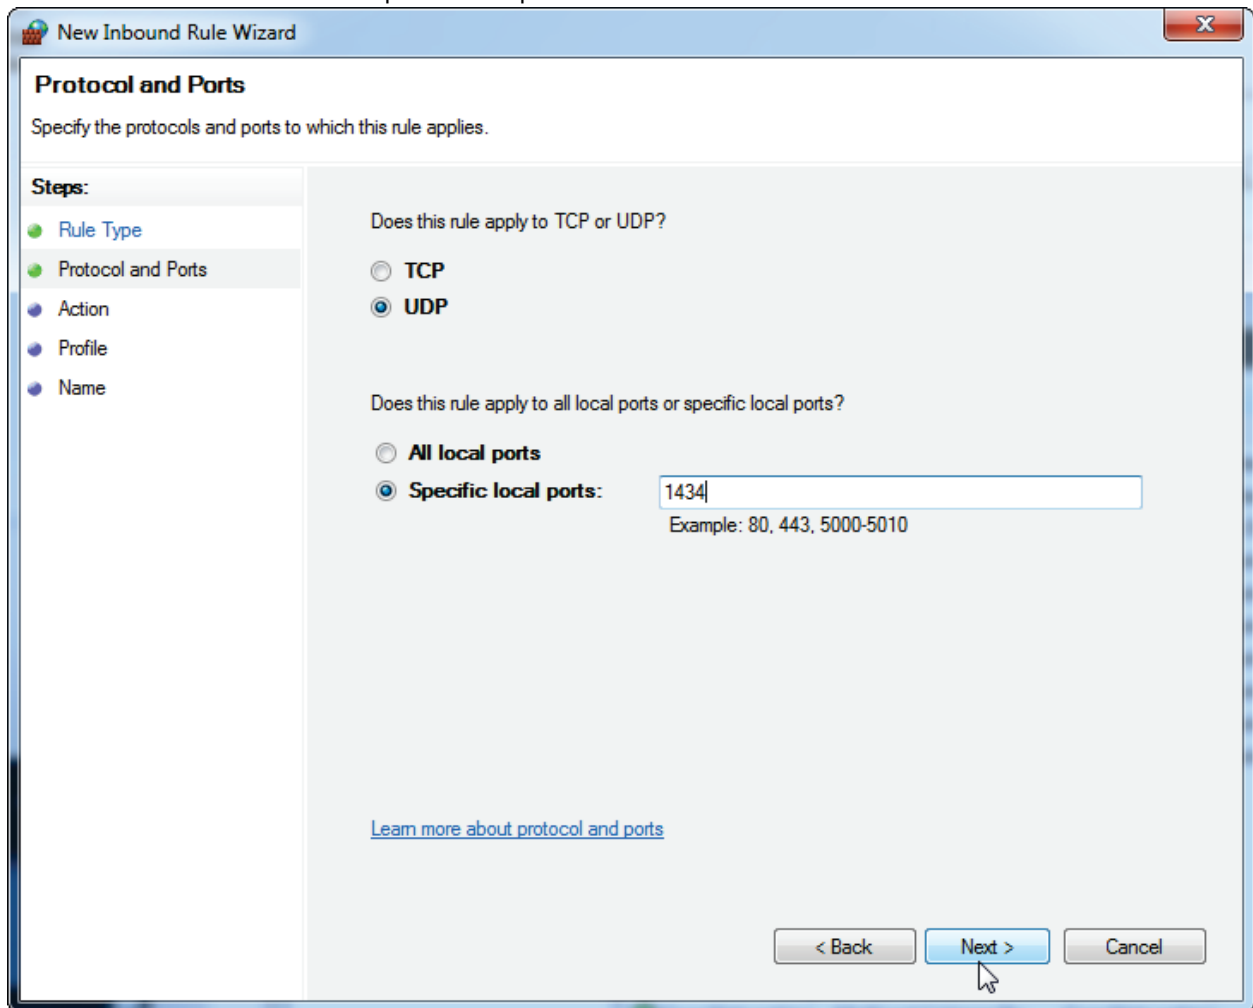 New Inbound Rule Wizard
X
Protocol and Ports
Specify the protocols and ports to which this rule applies.
Steps:
Rule Type
Protocol and Ports
Action
Profile
Name
Does this rule apply to TCP or UDP?
TCP
UDP
Does this rule apply to all local ports or specific local ports?
All local ports
Specific local ports: 1434
Example: 80, 443, 5000-5010
Learn more about protocol and ports
< Back Next > Cancel